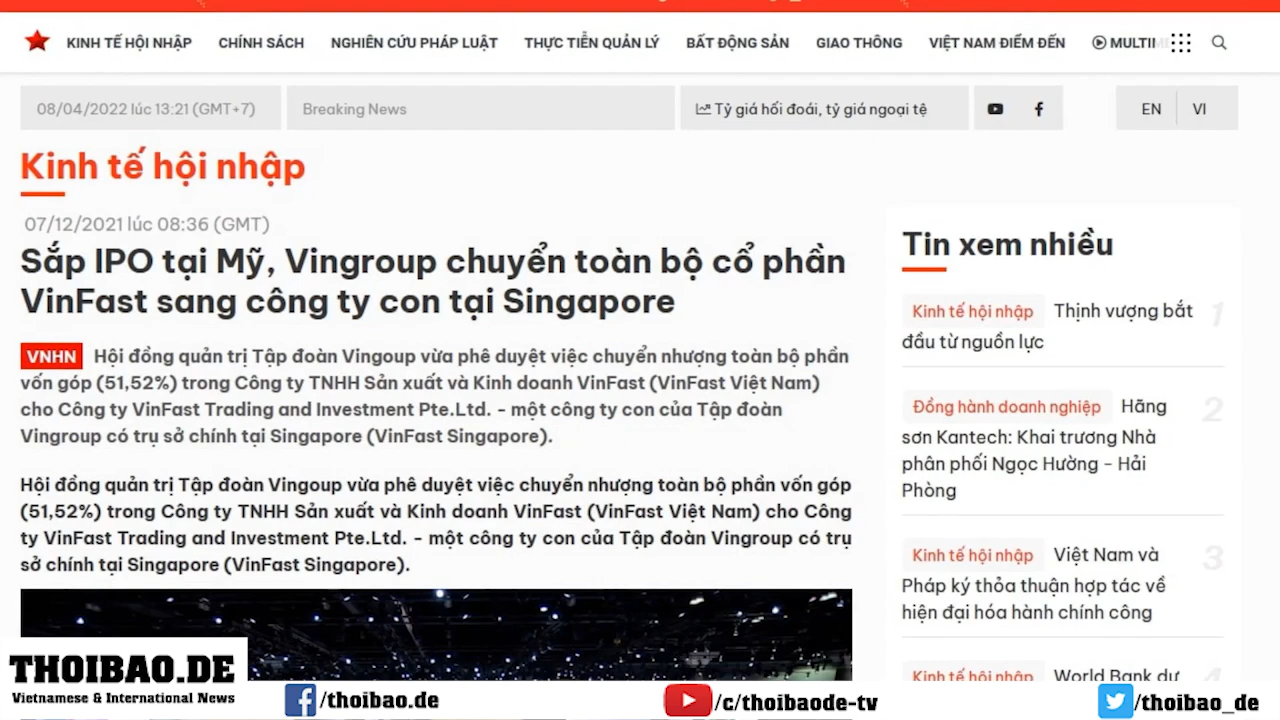 KINH TẾ HỘI NHẬP CHÍNH SÁCH NGHIÊN CỨU PHÁP LUẬT THỰC TIỄN QUẢN LÝ BẤT ĐỘNG SẢN GIAO THÔNG VIỆT NAM ĐIỂM ĐẾN MULTIME
08/04/2022 lúc 13:21 (GMT+7) Breaking News Tỷ giá hối đoái, tỷ giá ngoại tệ EN VI
Kinh tế hội nhập
07/12/2021 lúc 08:36 (GMT)
Sắp IPO tại Mỹ, Vingroup chuyển toàn bộ cổ phần
VinFast sang công ty con tại Singapore
VNHN Hội đồng quản trị Tập đoàn Vingoup vừa phê duyệt việc chuyển nhượng toàn bộ phần
vốn góp (51,52%) trong Công ty TNHH Sản xuất và Kinh doanh VinFast (VinFast Việt Nam)
cho Công ty VinFast Trading and Investment Pte.Ltd. - một công ty con của Tập đoàn
Vingroup có trụ sở chính tại Singapore (VinFast Singapore).
Hội đồng quản trị Tập đoàn Vingoup vừa phê duyệt việc chuyển nhượng toàn bộ phần vốn góp
(51,52%) trong Công ty TNHH Sản xuất và Kinh doanh VinFast (VinFast Việt Nam) cho Công
ty VinFast Trading and Investment Pte.Ltd. - một công ty con của Tập đoàn Vingroup có trụ
sở chính tại Singapore (VinFast Singapore).
Tin xem nhiều
Kinh tế hội nhập Thịnh vượng bắt 1
đầu từ nguồn lực
Đồng hành doanh nghiệp Hãng 2
sơn Kantech: Khai trương Nhà
phân phối Ngọc Hường - Hải
Phòng
Kinh tế hội nhập Việt Nam và 3
Pháp ký thỏa thuận hợp tác về
hiện đại hóa hành chính công
Kinh tế hội nhập World Bank dự 4
THOIBAO.DE
Vietnamese & International News
/thoibao.de
/c/thoibaode-tv
/thoibao_de